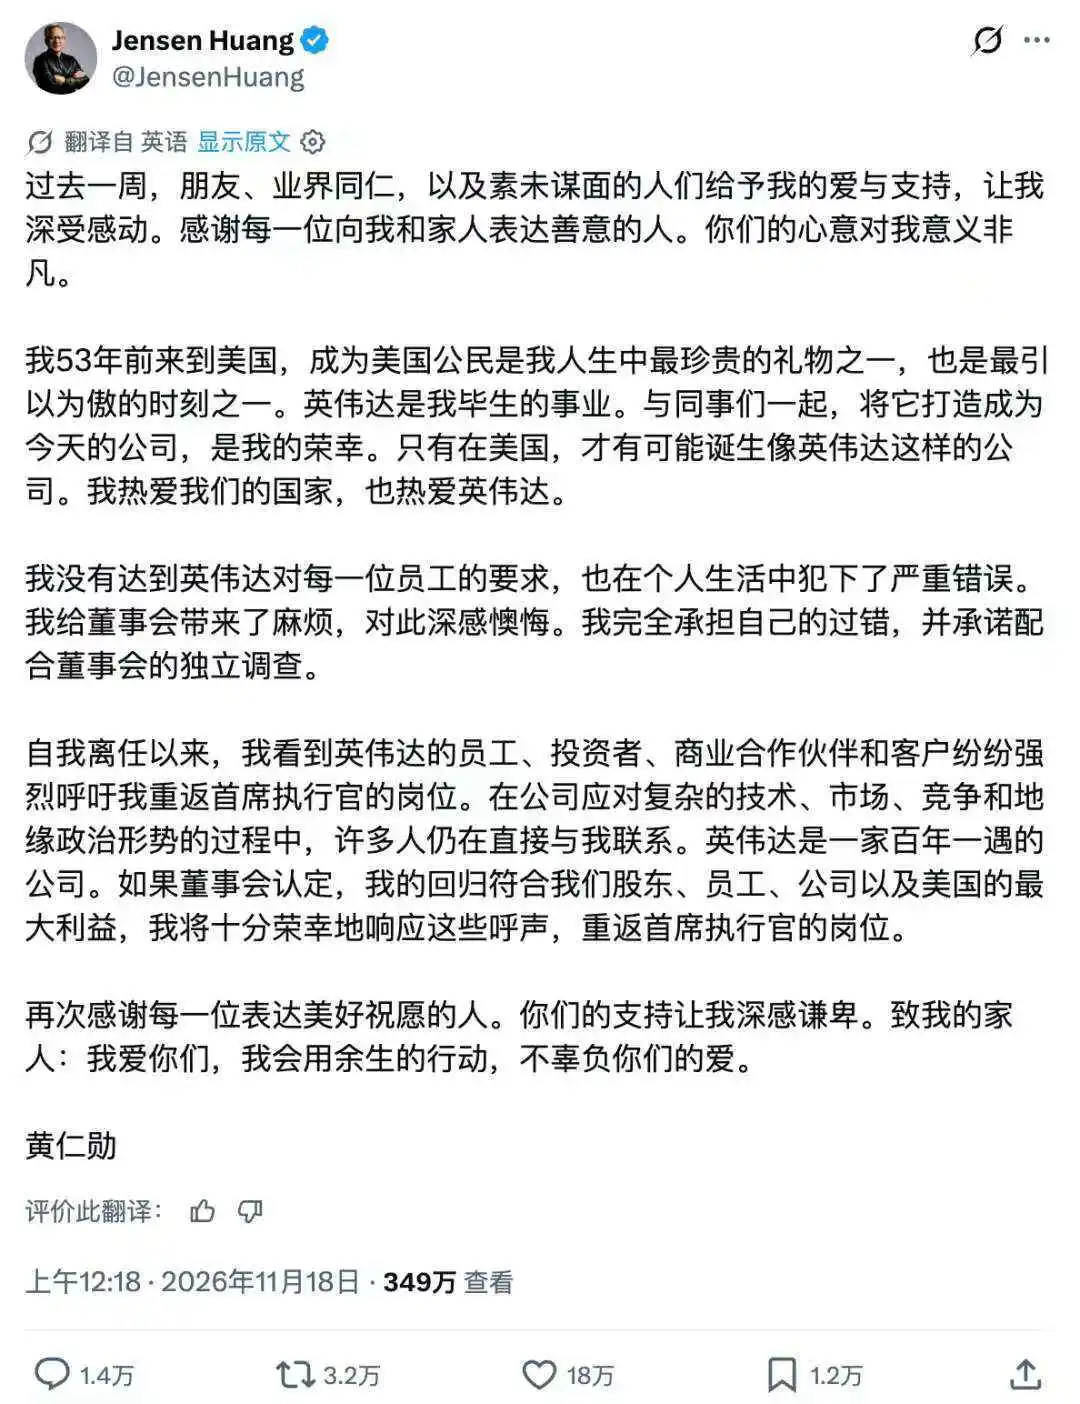 Jensen Huang
@JensenHuang
翻译自 英语 显示原文
过去一周，朋友、业界同仁，以及素未谋面的人们给予我的爱与支持，让我
深受感动。感谢每一位向我和家人表达善意的人。你们的心意对我意义非
凡。
我53年前来到美国，成为美国公民是我人生中最珍贵的礼物之一，也是最引
以为傲的时刻之一。英伟达是我毕生的事业。与同事们一起，将它打造成为
今天的公司，是我的荣幸。只有在美国，才有可能诞生像英伟达这样的公
司。我热爱我们的国家，也热爱英伟达。
我没有达到英伟达对每一位员工的要求，也在个人生活中犯下了严重错误。
我给董事会带来了麻烦，对此深感懊悔。我完全承担自己的过错，并承诺配
合董事会的独立调查。
自我离任以来，我看到英伟达的员工、投资者、商业合作伙伴和客户纷纷强
烈呼吁我重返首席执行官的岗位。在公司应对复杂的技术、市场、竞争和地
缘政治形势的过程中，许多人仍在直接与我联系。英伟达是一家百年一遇的
公司。如果董事会认定，我的回归符合我们股东、员工、公司以及美国的最
大利益，我将十分荣幸地响应这些呼声，重返首席执行官的岗位。
再次感谢每一位表达美好祝愿的人。你们的支持让我深感谦卑。致我的家
人：我爱你们，我会用余生的行动，不辜负你们的爱。
黄仁勋
评价此翻译：
上午12:18 · 2026年11月18日 · 349万 查看
1.4万 3.2万 18万 1.2万